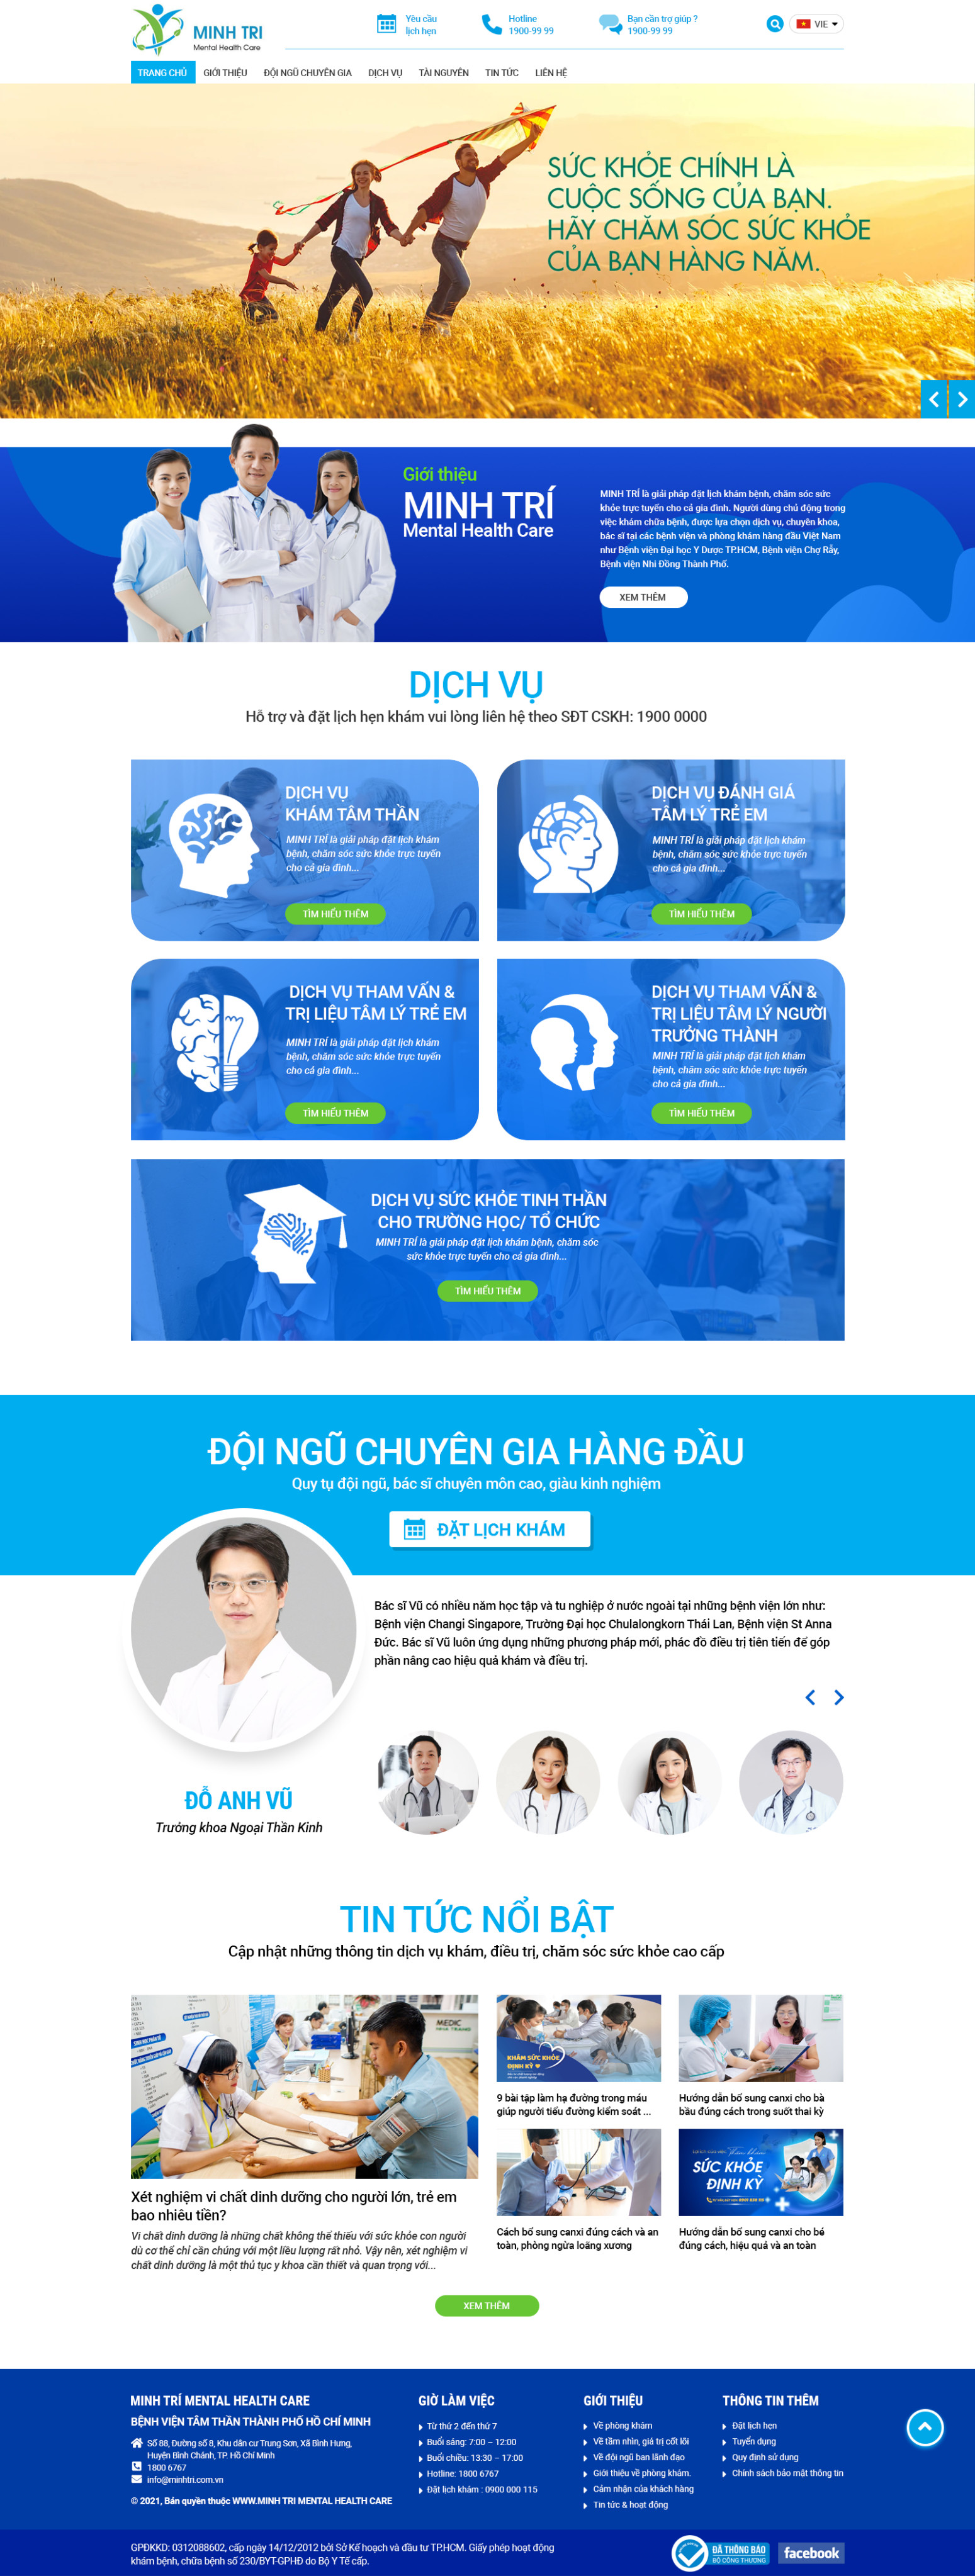 MINH TRI
Mental Health Care
Yêu cầu
lịch hẹn
Hotline
1900-99 99
Bạn cần trợ giúp ?
1900-99 99
VIE
TRANG CHỦ
GIỚI THIỆU
ĐỘI NGŨ CHUYÊN GIA
DỊCH VỤ
TÀI NGUYÊN
TIN TỨC
LIÊN HỆ
SỨC KHỎE CHÍNH LÀ
CUỘC SỐNG CỦA BẠN.
HÃY CHĂM SÓC SỨC KHỎE
CỦA BẠN HÀNG NĂM.
Giới thiệu
MINH TRÍ
Mental Health Care
MINH TRÍ là giải pháp đặt lịch khám bệnh, chăm sóc sức
khỏe trực tuyến cho cả gia đình. Người dùng chủ động trong
việc khám chữa bệnh, được lựa chọn dịch vụ, chuyên khoa,
bác sĩ tại các bệnh viện và phòng khám hàng đầu Việt Nam
như Bệnh viện Đại học Y Dược TP.HCM, Bệnh viện Chợ Rẫy,
Bệnh viện Nhi Đồng Thành Phố.
XEM THÊM
DỊCH VỤ
Hỗ trợ và đặt lịch hẹn khám vui lòng liên hệ theo SĐT CSKH: 1900 0000
DỊCH VỤ
KHÁM TÂM THẦN
MINH TRÍ là giải pháp đặt lịch khám
bệnh, chăm sóc sức khỏe trực tuyến
cho cả gia đình...
TÌM HIỂU THÊM
DỊCH VỤ ĐÁNH GIÁ
TÂM LÝ TRẺ EM
MINH TRÍ là giải pháp đặt lịch khám
bệnh, chăm sóc sức khỏe trực tuyến
cho cả gia đình...
TÌM HIỂU THÊM
DỊCH VỤ THAM VẤN &
TRỊ LIỆU TÂM LÝ TRẺ EM
MINH TRÍ là giải pháp đặt lịch khám
bệnh, chăm sóc sức khỏe trực tuyến
cho cả gia đình...
TÌM HIỂU THÊM
DỊCH VỤ THAM VẤN &
TRỊ LIỆU TÂM LÝ NGƯỜI
TRƯỞNG THÀNH
MINH TRÍ là giải pháp đặt lịch khám
bệnh, chăm sóc sức khỏe trực tuyến
cho cả gia đình...
TÌM HIỂU THÊM
DỊCH VỤ SỨC KHỎE TINH THẦN
CHO TRƯỜNG HỌC/ TỔ CHỨC
MINH TRÍ là giải pháp đặt lịch khám bệnh, chăm sóc
sức khỏe trực tuyến cho cả gia đình...
TÌM HIỂU THÊM
ĐỘI NGŨ CHUYÊN GIA HÀNG ĐẦU
Quy tụ đội ngũ, bác sĩ chuyên môn cao, giàu kinh nghiệm
ĐẶT LỊCH KHÁM
Bác sĩ Vũ có nhiều năm học tập và tu nghiệp ở nước ngoài tại những bệnh viện lớn như:
Bệnh viện Changi Singapore, Trường Đại học Chulalongkorn Thái Lan, Bệnh viện St Anna
Đức. Bác sĩ Vũ luôn ứng dụng những phương pháp mới, phác đồ điều trị tiên tiến để góp
phần nâng cao hiệu quả khám và điều trị.
ĐỖ ANH VŨ
Trưởng khoa Ngoại Thần Kinh
TIN TỨC NỔI BẬT
Cập nhật những thông tin dịch vụ khám, điều trị, chăm sóc sức khỏe cao cấp
MEDIC
KHÁM SỨC KHỎE
ĐỊNH KỲ
SỨC KHỎE
ĐỊNH KỲ
Xét nghiệm vi chất dinh dưỡng cho người lớn, trẻ em
bao nhiêu tiền?
Vi chất dinh dưỡng là những chất không thể thiếu với sức khỏe con người
dù cơ thể chỉ cần chúng với một liều lượng rất nhỏ. Vậy nên, xét nghiệm vi
chất dinh dưỡng là một thủ tục y khoa cần thiết và quan trọng với...
9 bài tập làm hạ đường trong máu
giúp người tiểu đường kiểm soát ...
Hướng dẫn bổ sung canxi cho bà
bầu đúng cách trong suốt thai kỳ
Cách bổ sung canxi đúng cách và an
toàn, phòng ngừa loãng xương
Hướng dẫn bổ sung canxi cho bé
đúng cách, hiệu quả và an toàn
XEM THÊM
MINH TRÍ MENTAL HEALTH CARE
BỆNH VIỆN TÂM THẦN THÀNH PHỐ HỒ CHÍ MINH
Số 88, Đường số 8, Khu dân cư Trung Sơn, Xã Bình Hưng,
Huyện Bình Chánh, TP. Hồ Chí Minh
1800 6767
info@minhtri.com.vn
© 2021, Bản quyền thuộc WWW.MINH TRI MENTAL HEALTH CARE
GIỜ LÀM VIỆC
Từ thứ 2 đến thứ 7
Buổi sáng: 7:00 – 12:00
Buổi chiều: 13:30 – 17:00
Hotline: 1800 6767
Đặt lịch khám : 0900 000 115
GIỚI THIỆU
Về phòng khám
Về tầm nhìn, giá trị cốt lõi
Về đội ngũ ban lãnh đạo
Giới thiệu về phòng khám.
Cảm nhận của khách hàng
Tin tức & hoạt động
THÔNG TIN THÊM
Đặt lịch hẹn
Tuyển dụng
Quy định sử dụng
Chính sách bảo mật thông tin
GPĐKKD: 0312088602, cấp ngày 14/12/2012 bởi Sở Kế hoạch và đầu tư TP.HCM. Giấy phép hoạt động
khám bệnh, chữa bệnh số 230/BYT-GPHĐ do Bộ Y Tế cấp.
ĐÃ THÔNG BÁO
BỘ CÔNG THƯƠNG
facebook